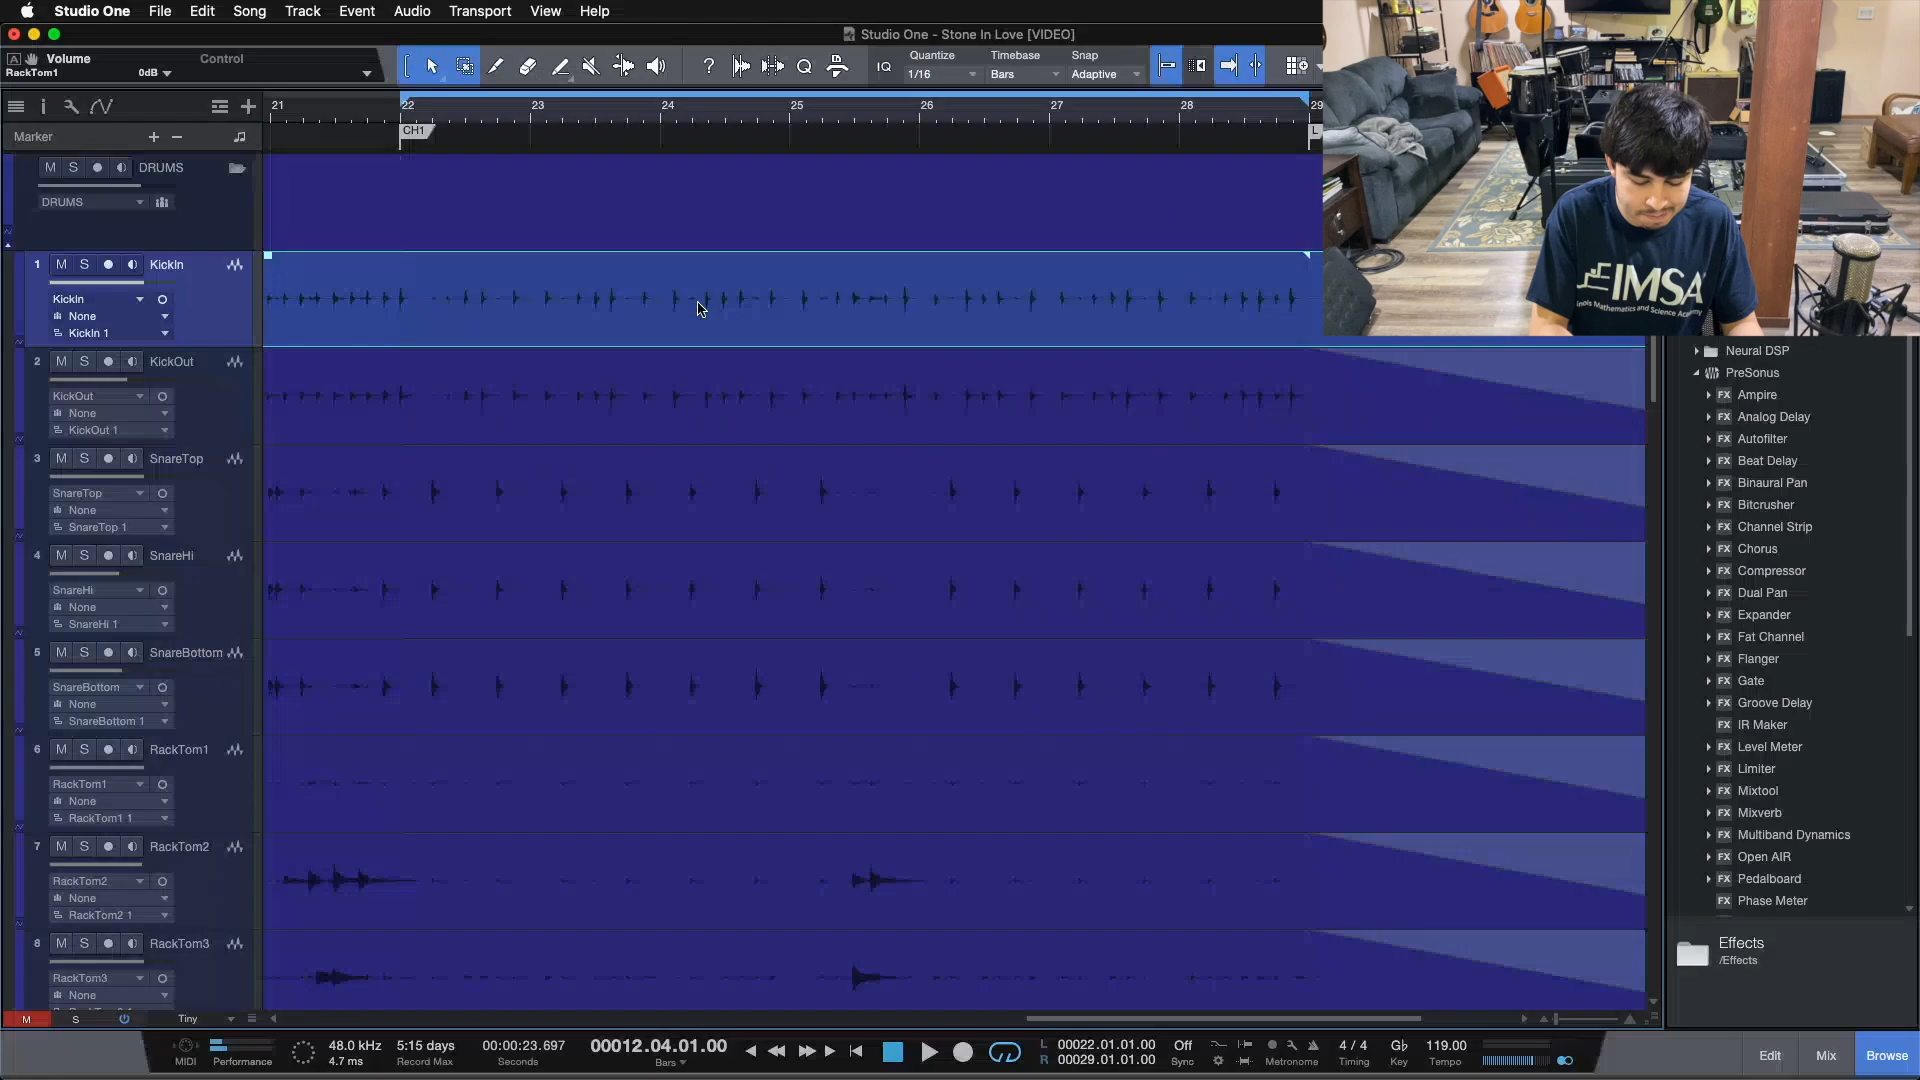 Studio One File Edit Song Track Event Audio Transport View Help
Studio One - Stone In Love [VIDEO]
Volume Control
RackTom1 0dB
Quantize Timebase Snap
IQ 1/16 Bars Adaptive
21 22 23 24 25 26 27 28 29
Marker
CH1 L
M S DRUMS
DRUMS
1 M S KickIn
KickIn
None
KickIn 1
2 M S KickOut
KickOut
None
KickOut 1
3 M S SnareTop
SnareTop
None
SnareTop 1
4 M S SnareHi
SnareHi
None
SnareHi 1
5 M S SnareBottom
SnareBottom
None
SnareBottom 1
6 M S RackTom1
RackTom1
None
RackTom1 1
7 M S RackTom2
RackTom2
None
RackTom2 1
8 M S RackTom3
RackTom3
None
M S Tiny
IMSA
inois Mathematics and Science Academy
Neural DSP
PreSonus
FX Ampire
FX Analog Delay
FX Autofilter
FX Beat Delay
FX Binaural Pan
FX Bitcrusher
FX Channel Strip
FX Chorus
FX Compressor
FX Dual Pan
FX Expander
FX Fat Channel
FX Flanger
FX Gate
FX Groove Delay
FX IR Maker
FX Level Meter
FX Limiter
FX Mixtool
FX Mixverb
FX Multiband Dynamics
FX Open AIR
FX Pedalboard
FX Phase Meter
Effects
/Effects
MIDI Performance
48.0 kHz 5:15 days 00:00:23.697 00012.04.01.00
4.7 ms Record Max Seconds Bars
L 00022.01.01.00 Off 4 / 4 G♭ 119.00
R 00029.01.01.00 Sync Metronome Timing Key Tempo
Edit Mix Browse